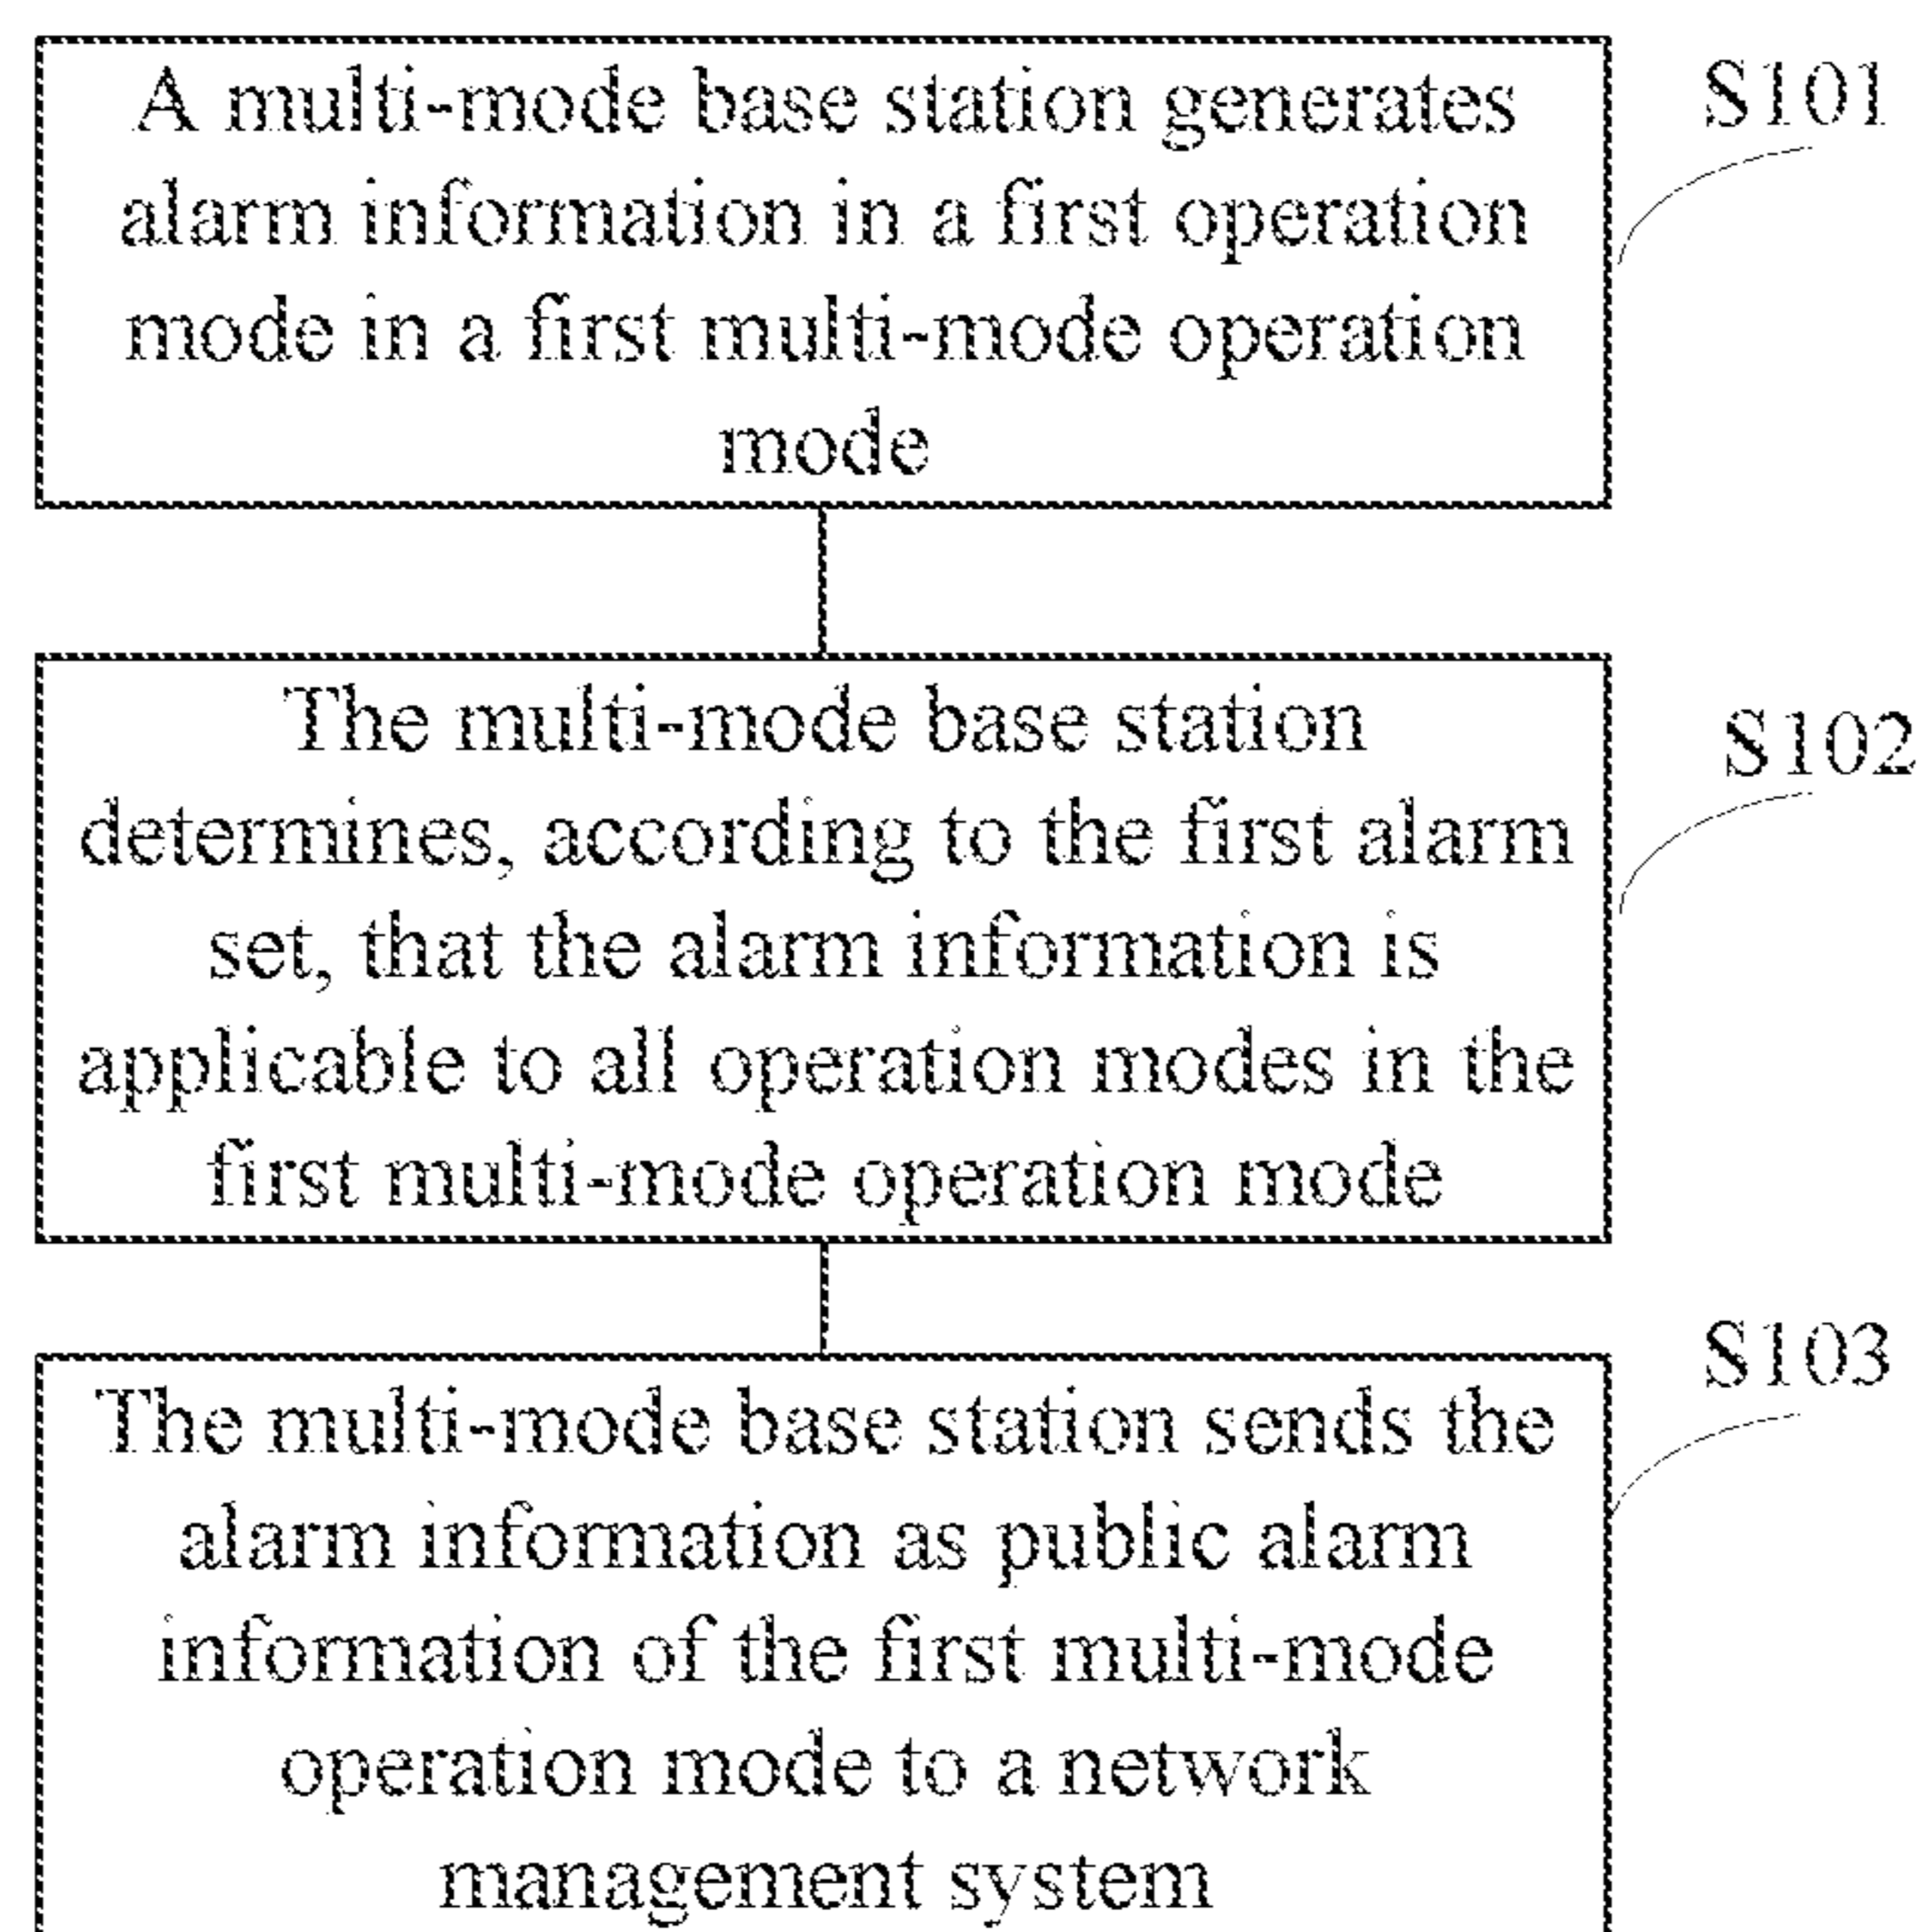 A multi-mode base station generates
alarm information in a first operation
mode in a first multi-mode operation
mode
S101
The multi-mode base station
determines, according to the first alarm
set, that the alarm information is
applicable to all operation modes in the
first multi-mode operation mode
S102
The multi-mode base station sends the
alarm information as public alarm
information of the first multi-mode
operation mode to a network
management system
S103